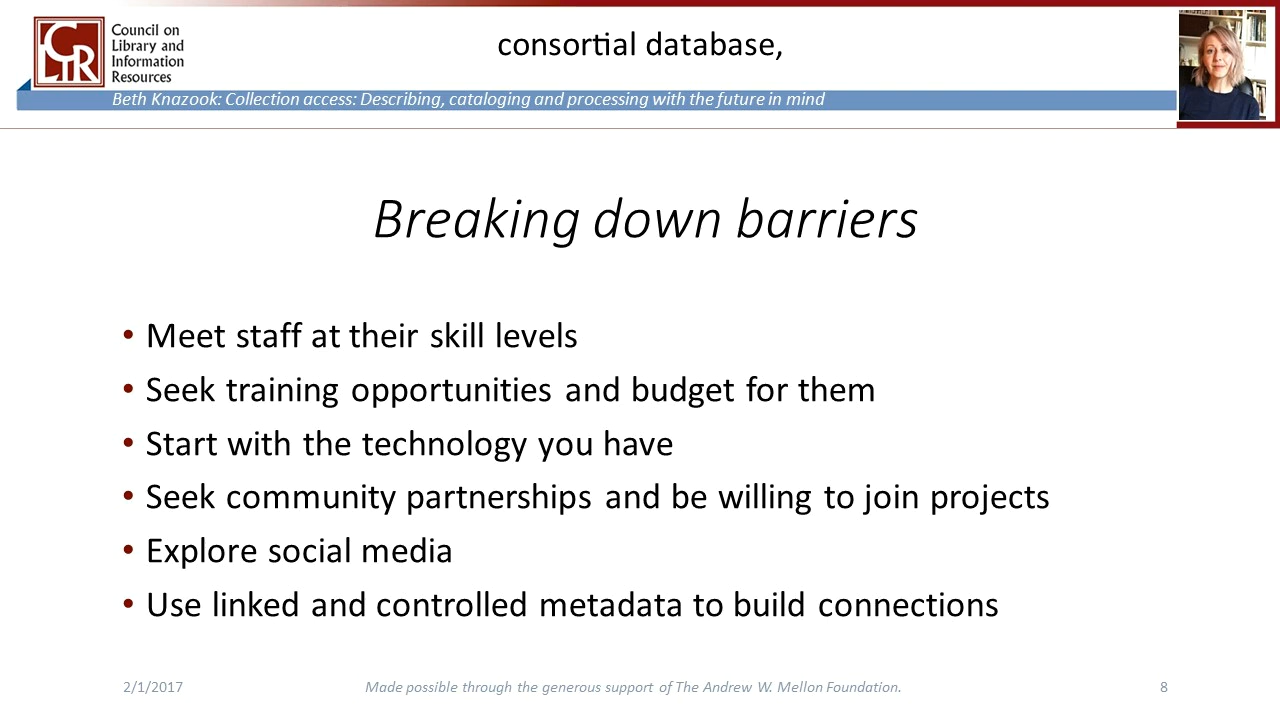 CLIR
Council on
Library and
Information
Resources
consortial database,
Beth Knazook: Collection access: Describing, cataloging and processing with the future in mind
Breaking down barriers
• Meet staff at their skill levels
• Seek training opportunities and budget for them
• Start with the technology you have
• Seek community partnerships and be willing to join projects
• Explore social media
• Use linked and controlled metadata to build connections
2/1/2017
Made possible through the generous support of The Andrew W. Mellon Foundation.
8